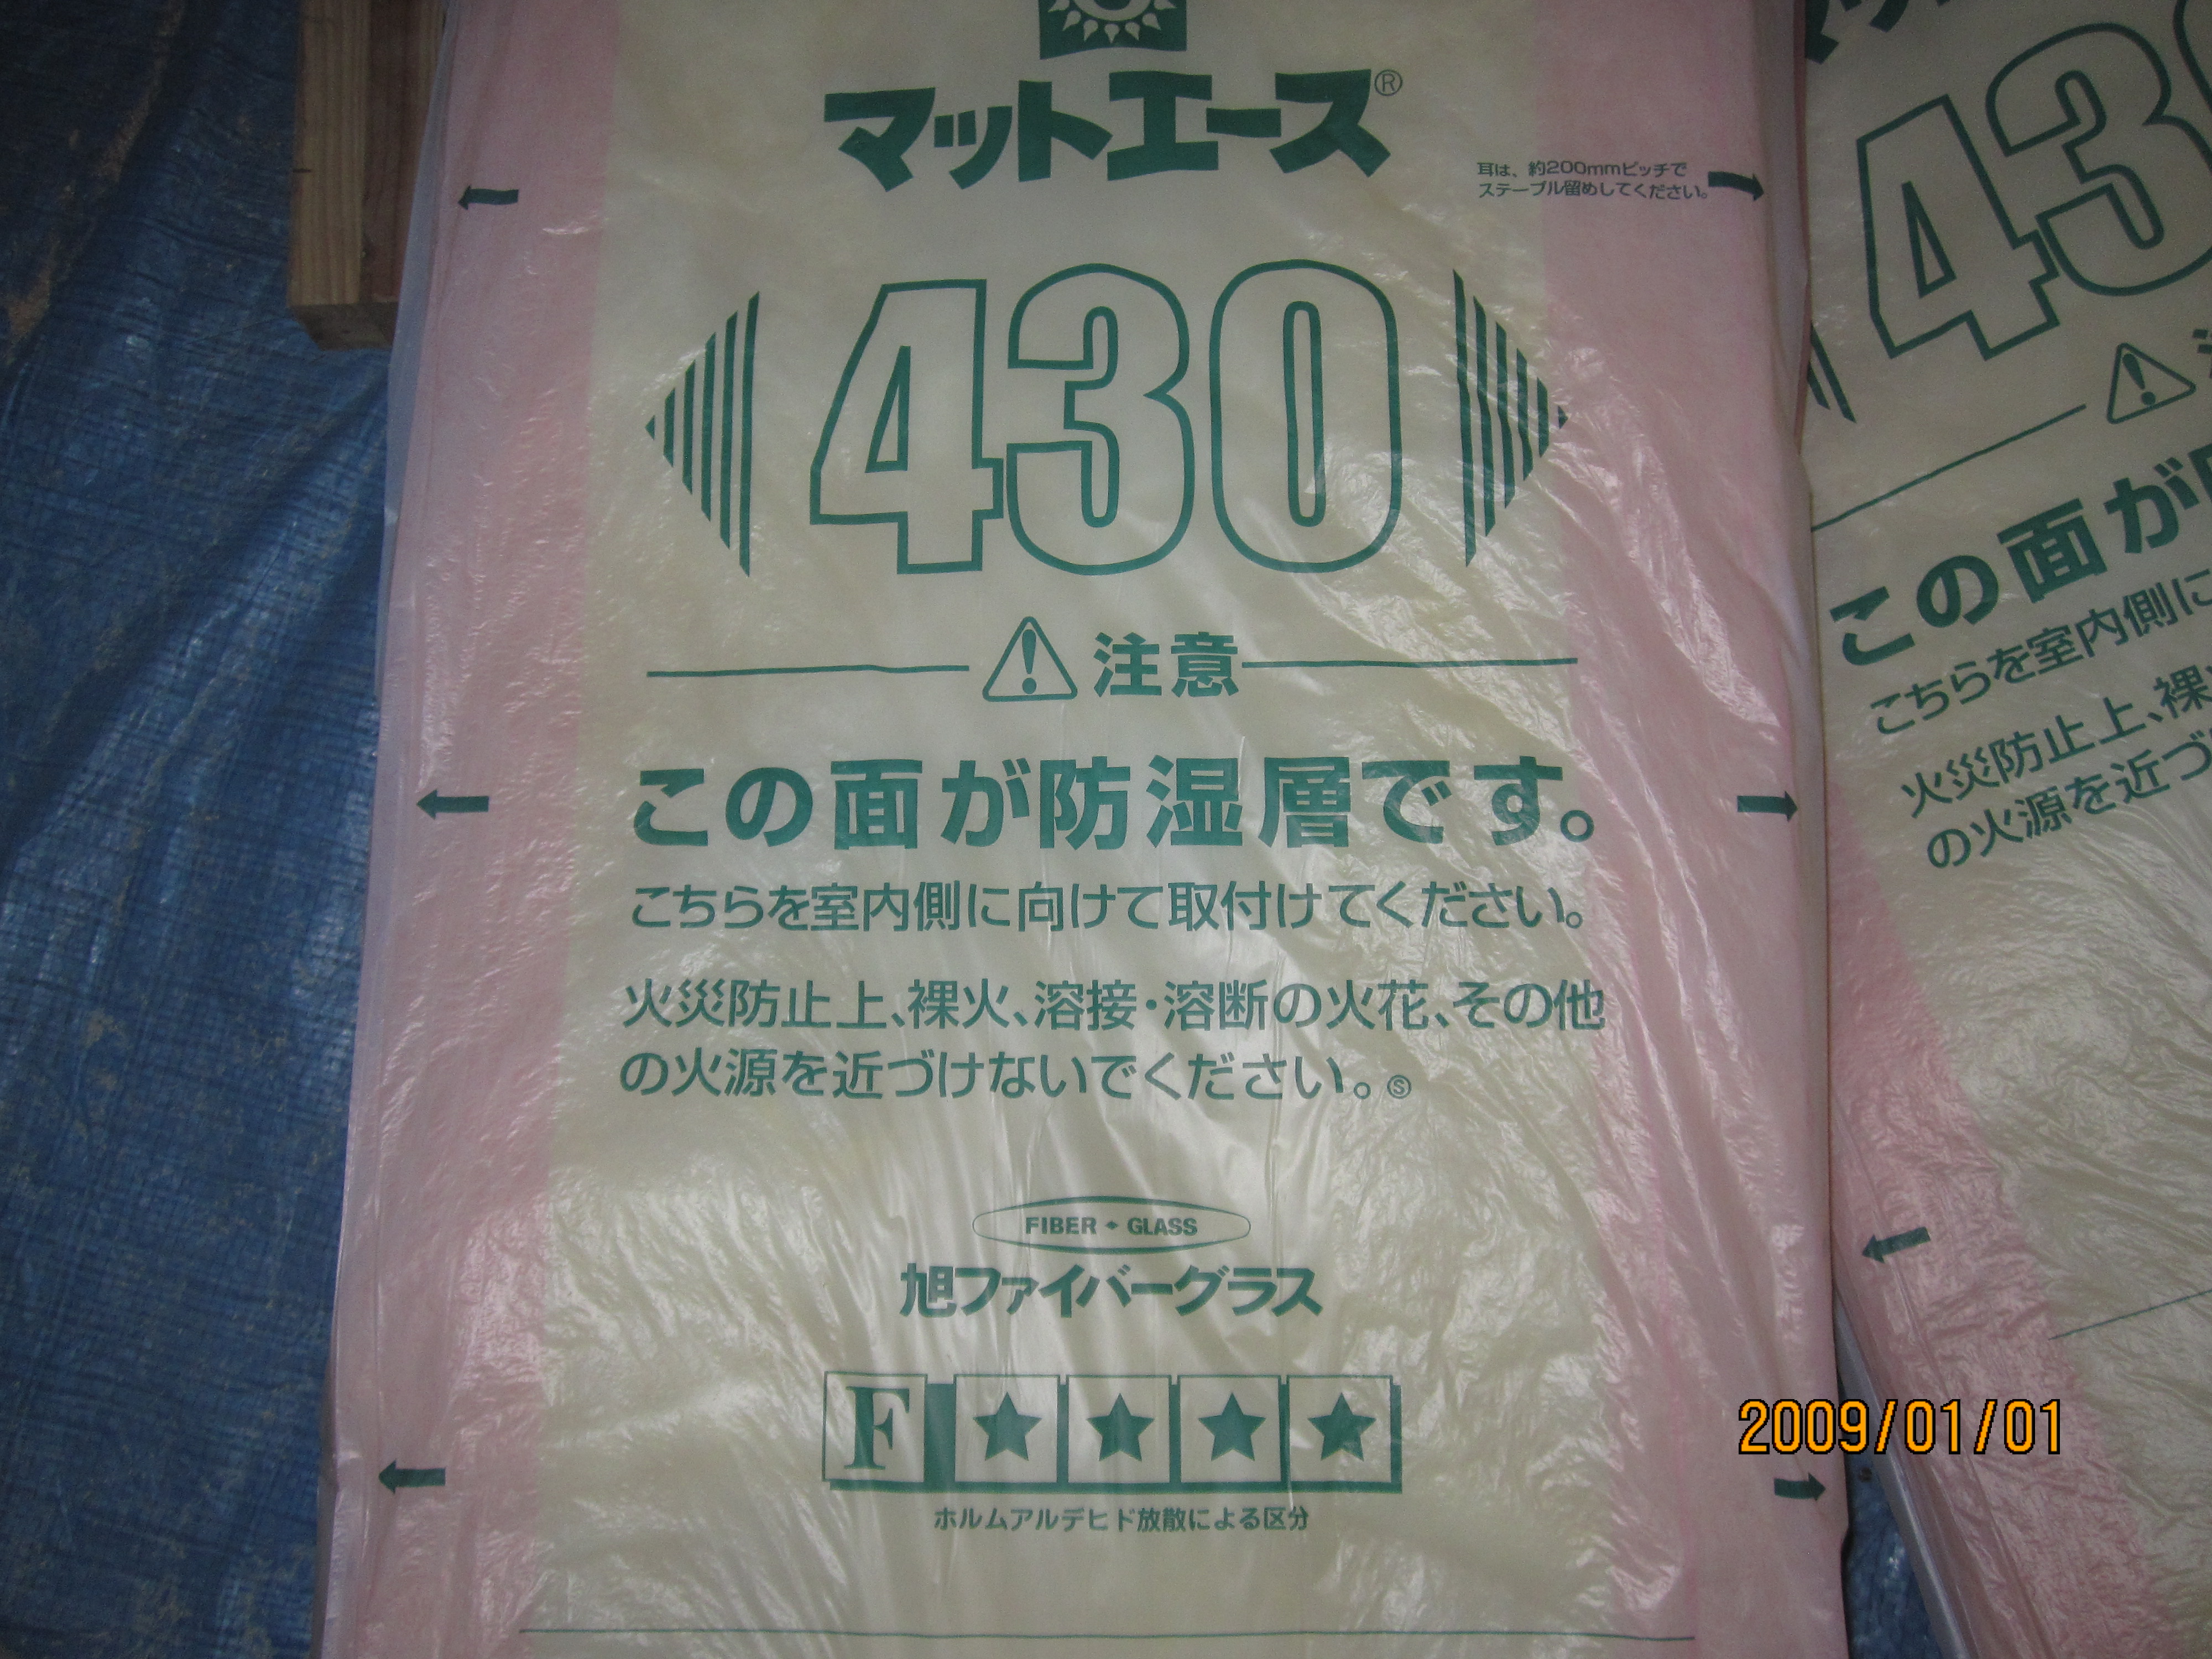 マットエース®
耳は、約200mmピッチで
ステープル留めしてください。
430
注意
この面が防湿層です。
こちらを室内側に向けて取付けてください。
火災防止上、裸火、溶接・溶断の火花、その他
の火源を近づけないでください。Ⓢ
FIBER GLASS
旭ファイバーグラス
F★★★★
ホルムアルデヒド放散による区分
43
この面が
こちらを室内側に
火災防止上、裸
の火源を近づ
2009/01/01